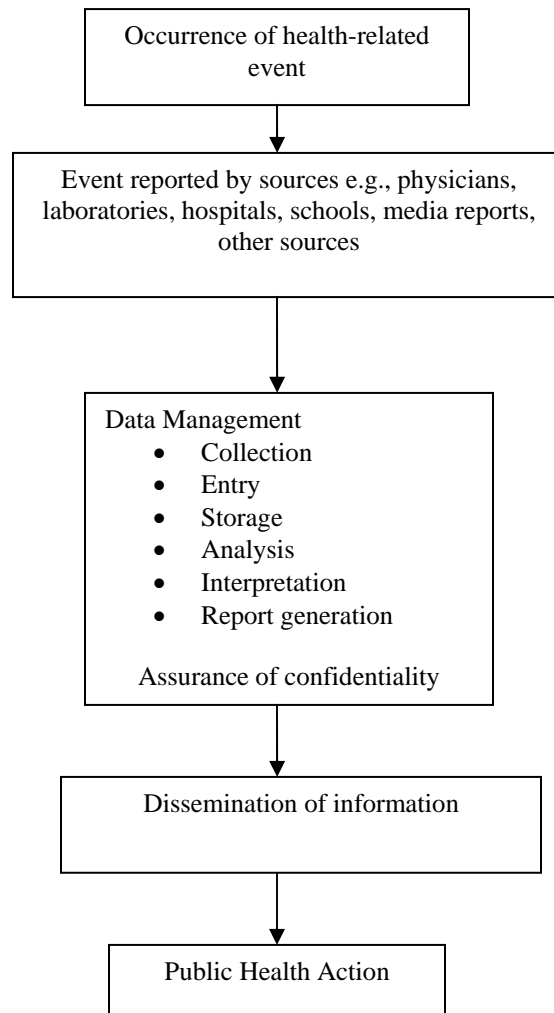 Occurrence of health-related
event
Event reported by sources e.g., physicians,
laboratories, hospitals, schools, media reports,
other sources
Data Management
• Collection
• Entry
• Storage
• Analysis
• Interpretation
• Report generation
Assurance of confidentiality
Dissemination of information
Public Health Action